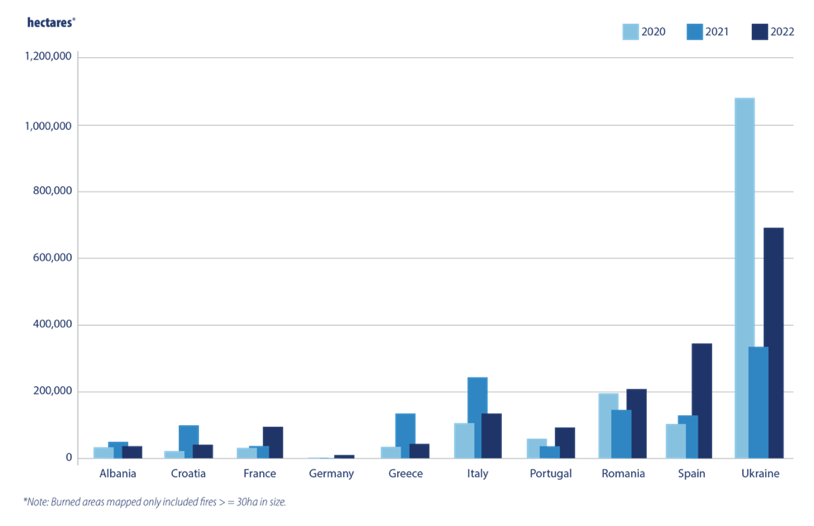 hectares*
2020 2021 2022
1,200,000
1,000,000
800,000
600,000
400,000
200,000
0
Albania Croatia France Germany Greece Italy Portugal Romania Spain Ukraine
*Note: Burned areas mapped only included fires > = 30ha in size.